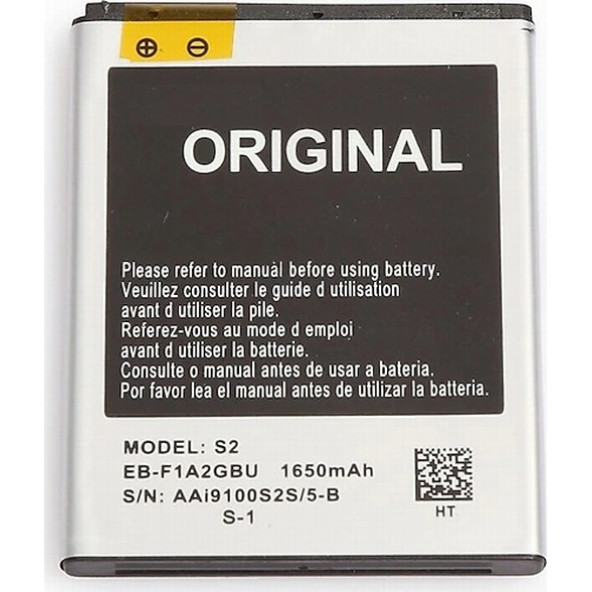 ⊕ ⊖
ORIGINAL
Please refer to manuàl before using battery.
Veuillez consulter le guide d utilisation
avant d utiliser la pile.
Referez-vous au mode d emploi
avant d utiliser la batterie.
Consulte o manual antes de usar a bateria.
Por favor lea el manual antes de utilizar la batería.
MODEL: S2
EB-F1A2GBU 1650mAh
S/N: AAi9100S2S/5-B
S-1
HT